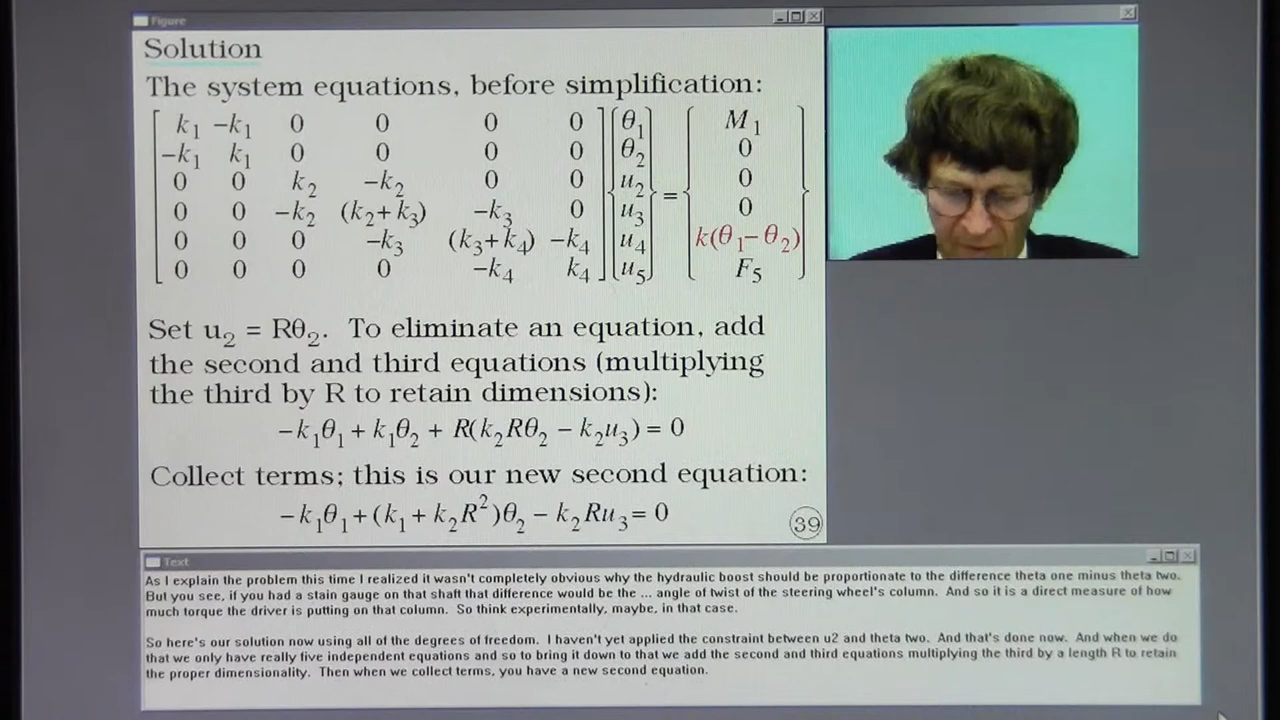 Figure
Solution
The system equations, before simplification:
k1 −k1 0 0 0 0 θ1 M1
−k1 k1 0 0 0 0 θ2 0
0 0 k2 −k2 0 0 u2 0
0 0 −k2 (k2+k3) −k3 0 u3 = 0
0 0 0 −k3 (k3+k4) −k4 u4 k(θ1−θ2)
0 0 0 0 −k4 k4 u5 F5
Set u2 = Rθ2. To eliminate an equation, add
the second and third equations (multiplying
the third by R to retain dimensions):
−k1θ1 + k1θ2 + R(k2Rθ2 − k2u3) = 0
Collect terms; this is our new second equation:
−k1θ1+(k1+k2R²)θ2 − k2Ru3= 0
39
Text
As I explain the problem this time I realized it wasn't completely obvious why the hydraulic boost should be proportionate to the difference theta one minus theta two.
But you see, if you had a stain gauge on that shaft that difference would be the ... angle of twist of the steering wheel's column. And so it is a direct measure of how
much torque the driver is putting on that column. So think experimentally, maybe, in that case.
So here's our solution now using all of the degrees of freedom. I haven't yet applied the constraint between u2 and theta two. And that's done now. And when we do
that we only have really five independent equations and so to bring it down to that we add the second and third equations multiplying the third by a length R to retain
the proper dimensionality. Then when we collect terms, you have a new second equation.